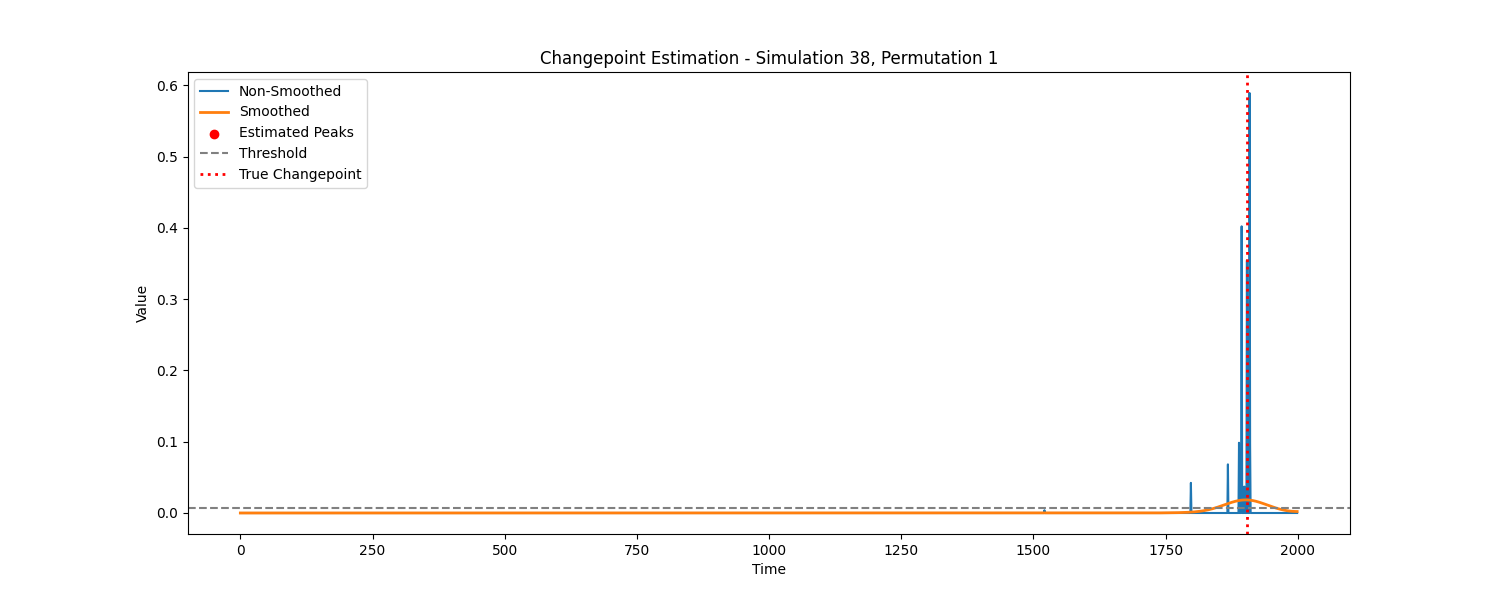 Changepoint Estimation - Simulation 38, Permutation 1
Non-Smoothed
Smoothed
Estimated Peaks
Threshold
True Changepoint
Value
0.6
0.5
0.4
0.3
0.2
0.1
0.0
0 250 500 750 1000 1250 1500 1750 2000
Time